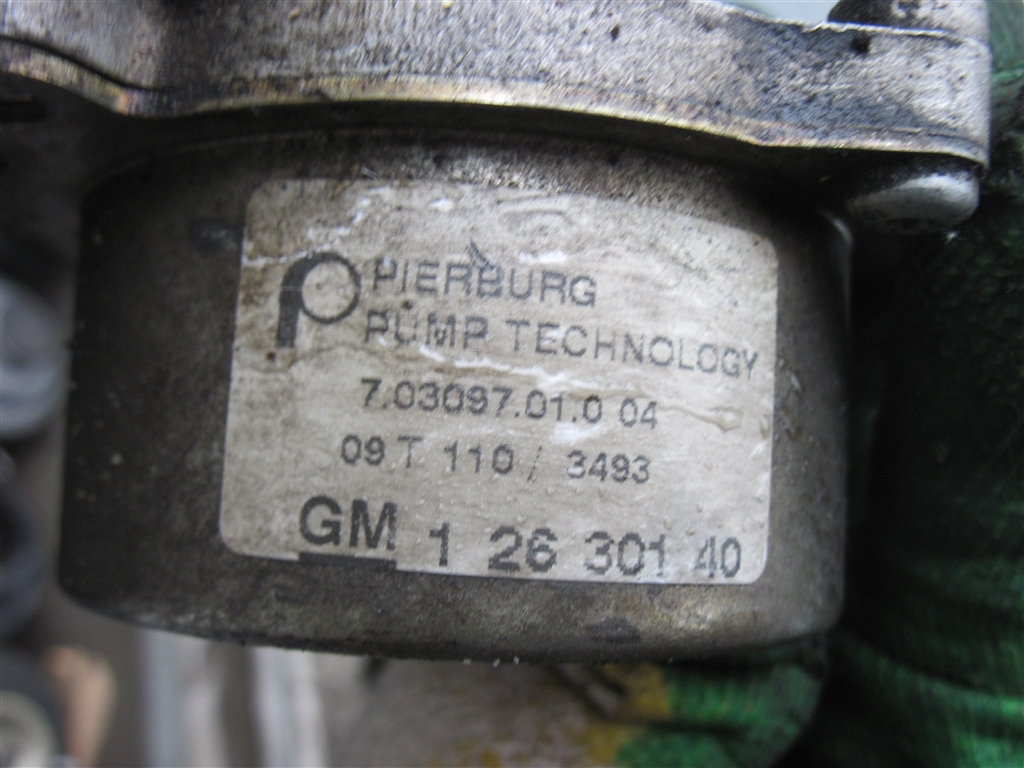 PIERBURG
PUMP TECHNOLOGY
7.03097.01.0 04
09 T 110 / 3493
GM 1 26 301 40